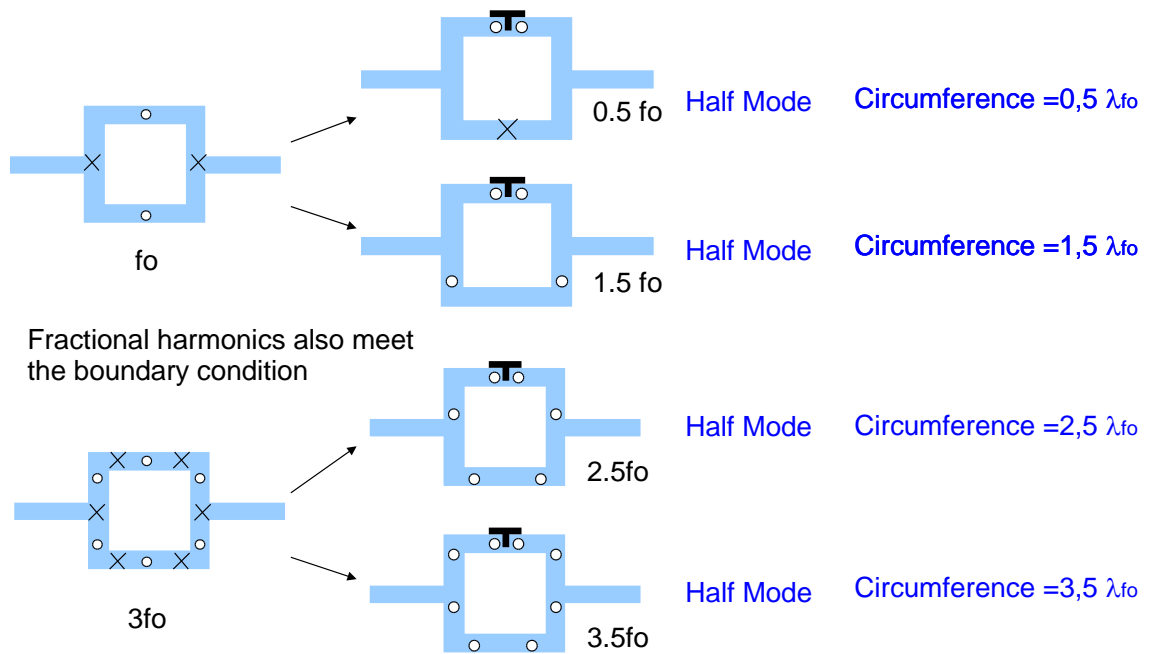 0.5 fo
Half Mode
Circumference =0,5 λfo
fo
1.5 fo
Half Mode
Circumference =1,5 λfo
Fractional harmonics also meet
the boundary condition
2.5fo
Half Mode
Circumference =2,5 λfo
3fo
3.5fo
Half Mode
Circumference =3,5 λfo